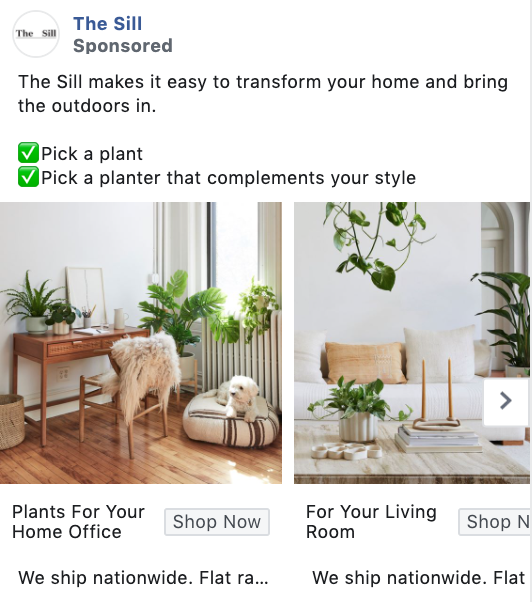 The Sill
The Sill
Sponsored
The Sill makes it easy to transform your home and bring
the outdoors in.
✅Pick a plant
✅Pick a planter that complements your style
Plants For Your
Home Office
Shop Now
We ship nationwide. Flat ra...
For Your Living
Room
Shop N
We ship nationwide. Flat